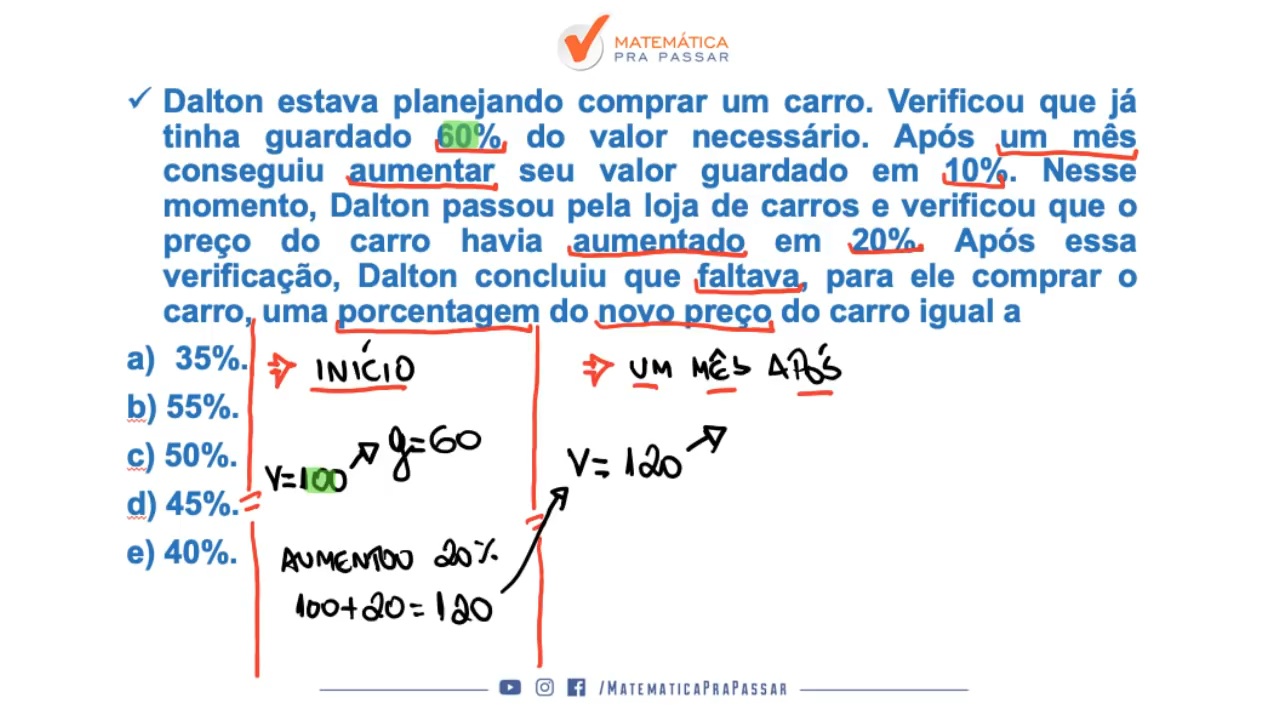 MATEMÁTICA
PRA PASSAR
✓ Dalton estava planejando comprar um carro. Verificou que já
tinha guardado 60% do valor necessário. Após um mês
conseguiu aumentar seu valor guardado em 10%. Nesse
momento, Dalton passou pela loja de carros e verificou que o
preço do carro havia aumentado em 20%. Após essa
verificação, Dalton concluiu que faltava, para ele comprar o
carro, uma porcentagem do novo preço do carro igual a
a) 35%.
b) 55%.
c) 50%.
d) 45%.
e) 40%.
⇒ INÍCIO
V=100 g=60
AUMENTOO 20%
100+20=120
⇒ UM MÊS APÓS
V=120
/MATEMATICAPRAPASSAR